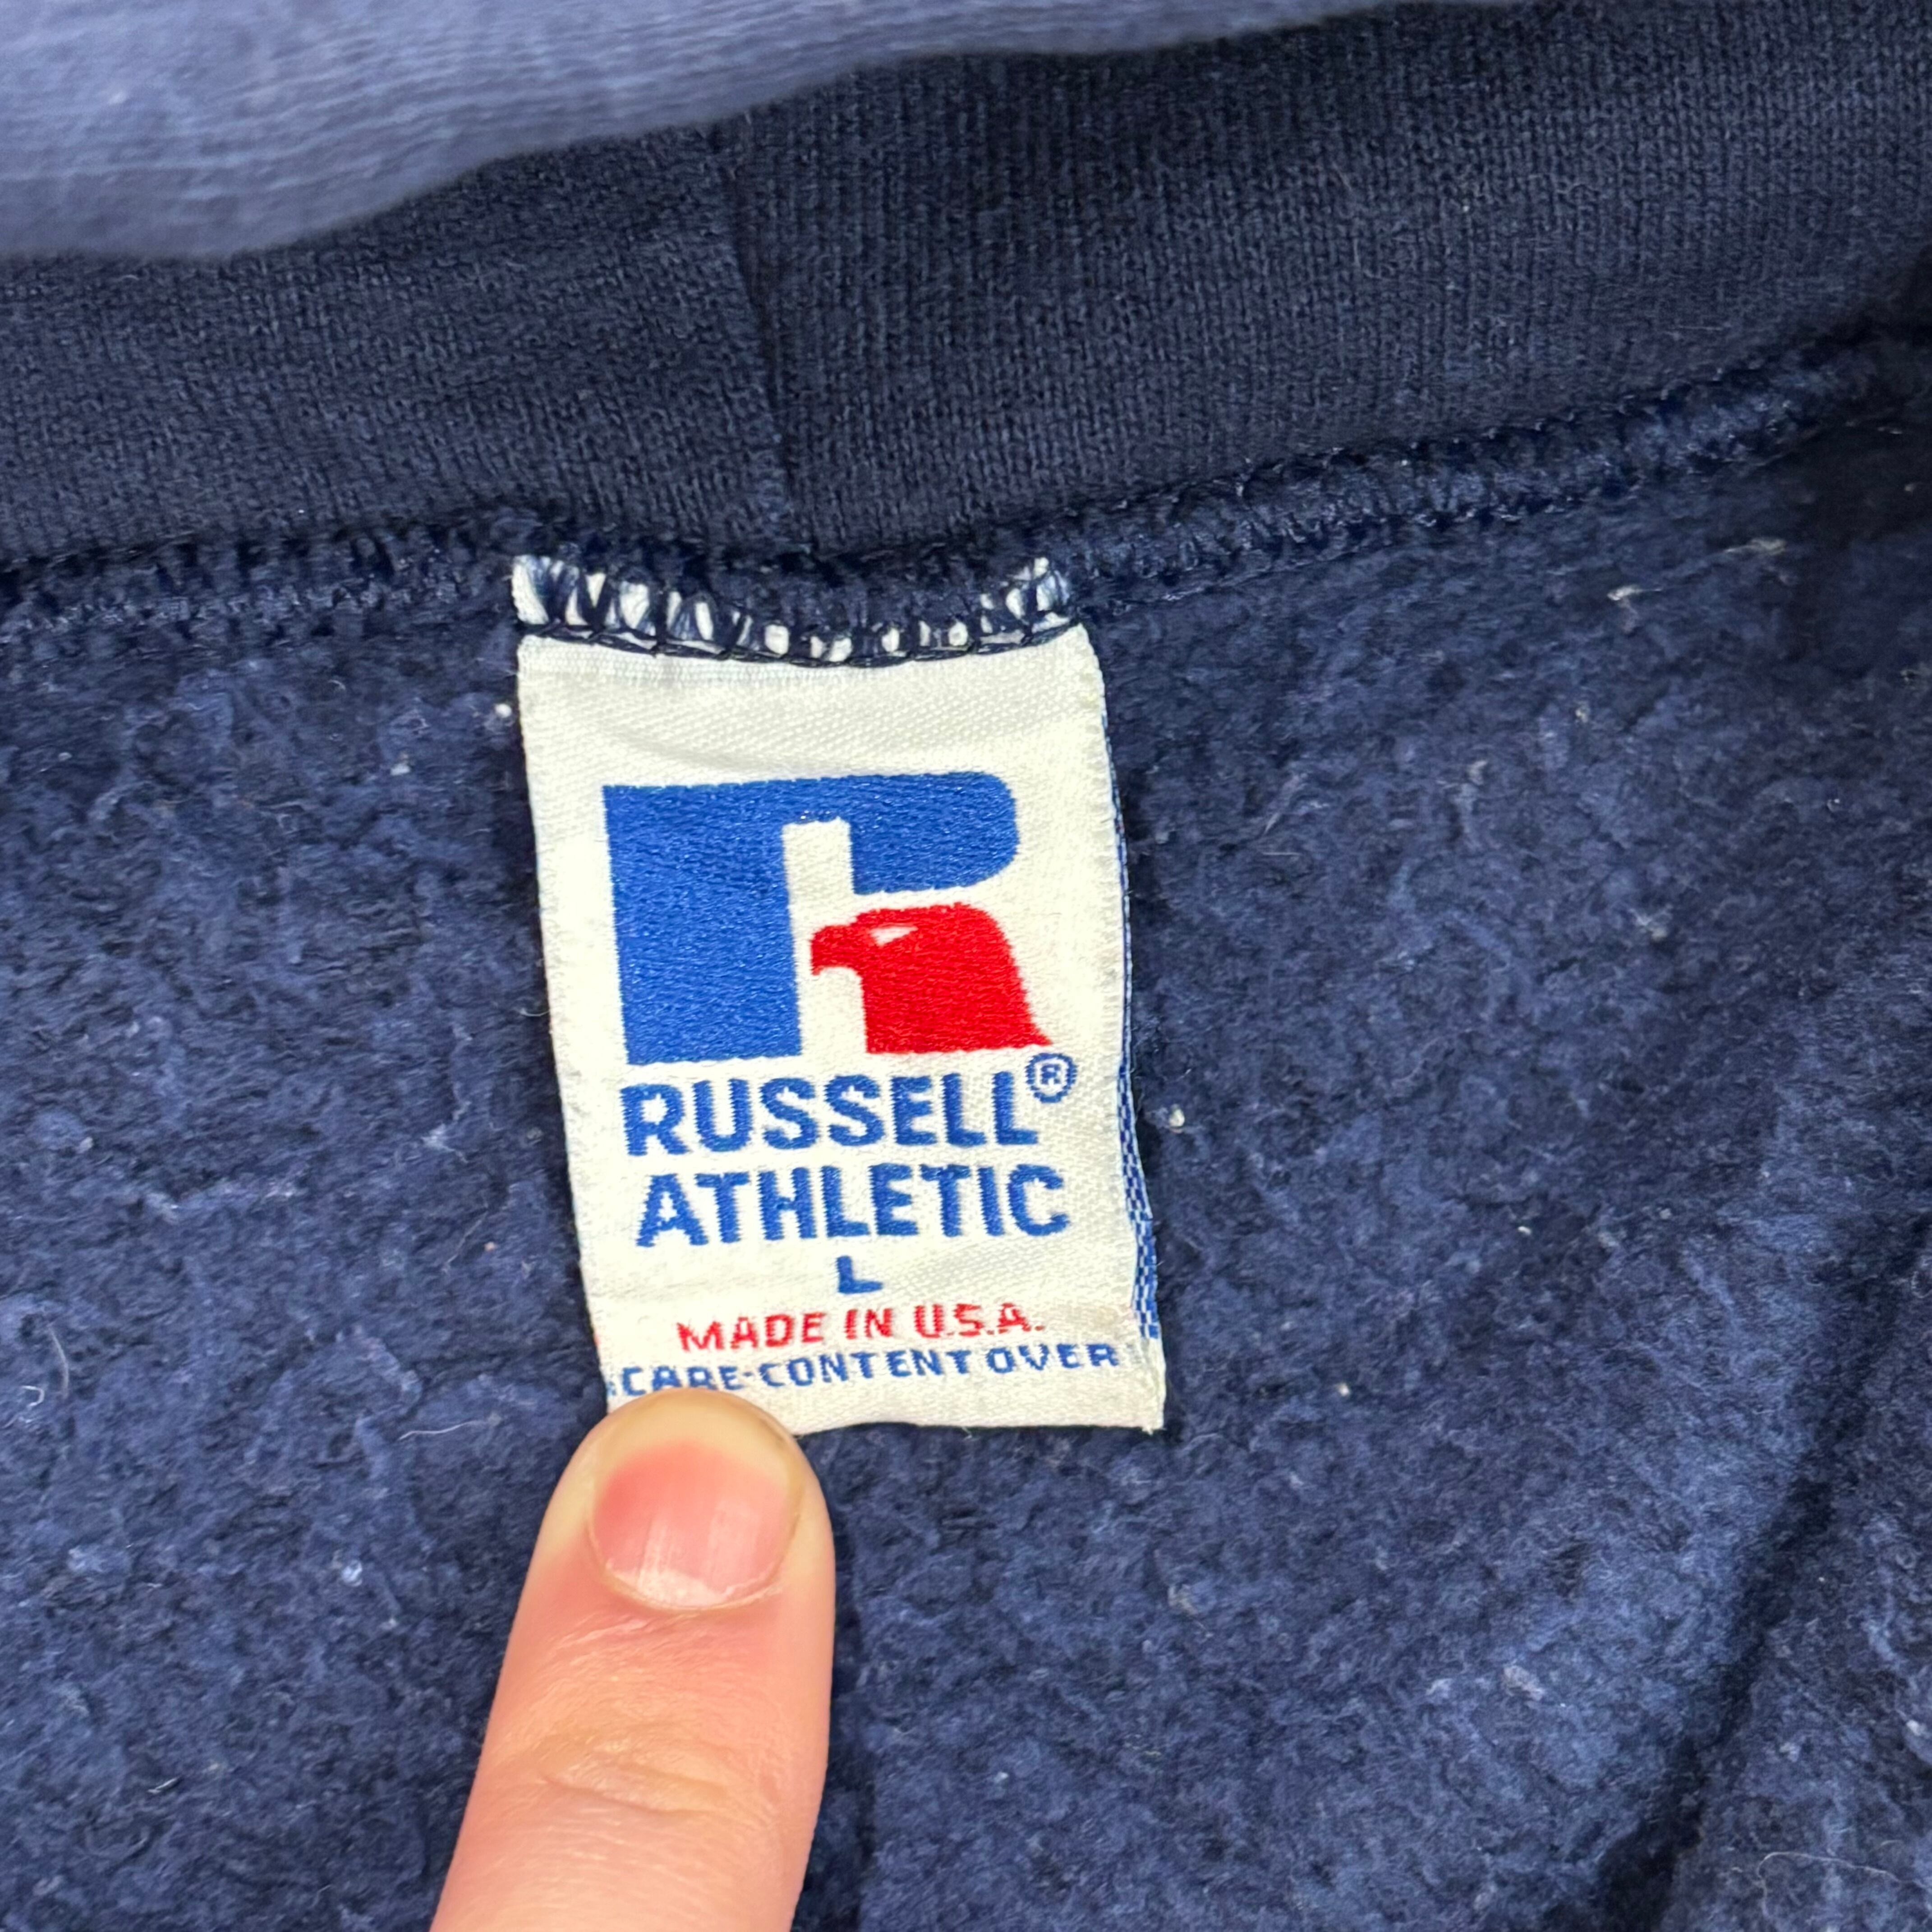 R
RUSSELL®
ATHLETIC
L
MADE IN U.S.A.
CARE-CONTENT OVER